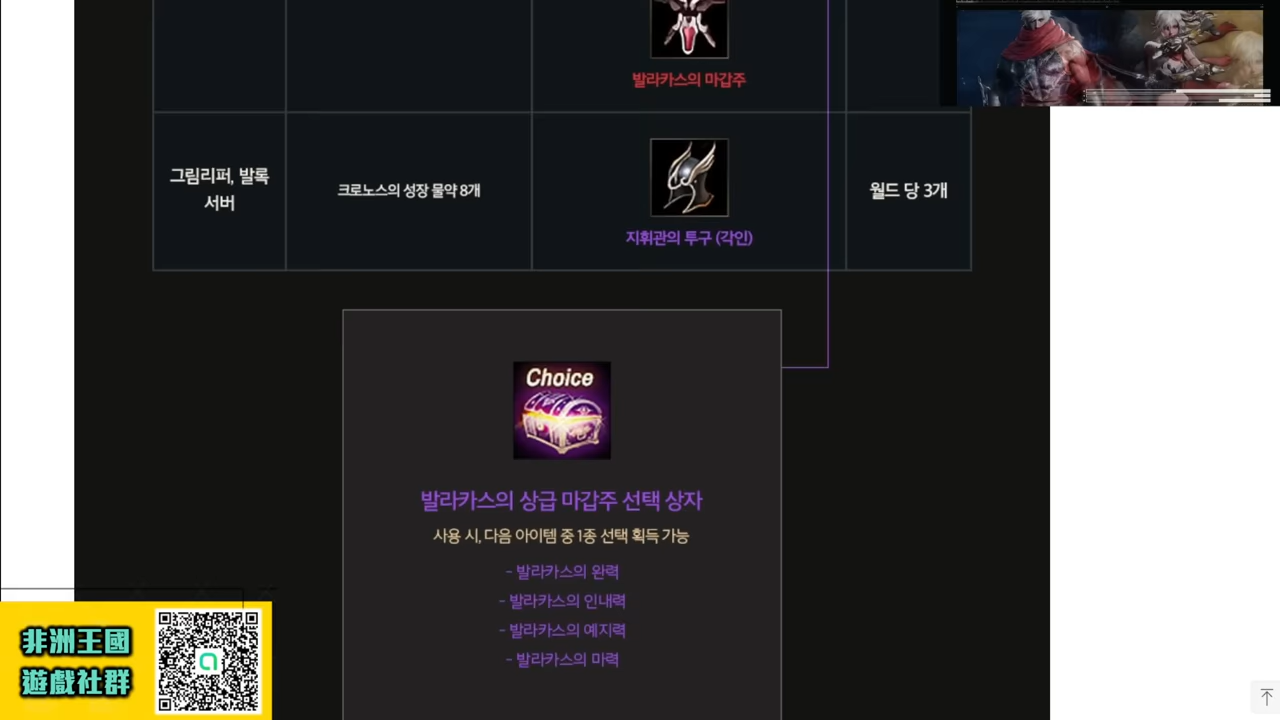 발라카스의 마갑주
그림리퍼, 발록
서버
크로노스의 성장 물약 8개
지휘관의 투구 (각인)
월드 당 3개
Choice
발라카스의 상급 마갑주 선택 상자
사용 시, 다음 아이템 중 1종 선택 획득 가능
- 발라카스의 완력
- 발라카스의 인내력
- 발라카스의 예지력
- 발라카스의 마력
非洲王國
遊戲社群